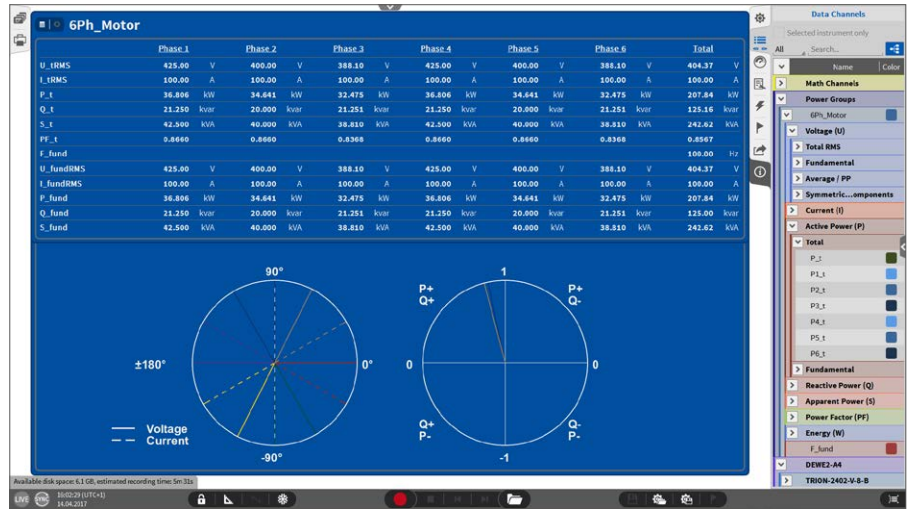 6Ph_Motor
Phase 1 Phase 2 Phase 3 Phase 4 Phase 5 Phase 6 Total
U_tRMS 425.00 V 400.00 V 388.10 V 425.00 V 400.00 V 388.10 V 404.37 V
I_tRMS 100.00 A 100.00 A 100.00 A 100.00 A 100.00 A 100.00 A 100.00 A
P_t 36.806 kW 34.641 kW 32.475 kW 36.806 kW 34.641 kW 32.475 kW 207.84 kW
Q_t 21.250 kvar 20.000 kvar 21.251 kvar 21.250 kvar 20.000 kvar 21.251 kvar 125.16 kvar
S_t 42.500 kVA 40.000 kVA 38.810 kVA 42.500 kVA 40.000 kVA 38.810 kVA 242.62 kVA
PF_t 0.8660 0.8660 0.8368 0.8660 0.8660 0.8368 0.8567
F_fund 100.00 Hz
U_fundRMS 425.00 V 400.00 V 388.10 V 425.00 V 400.00 V 388.10 V 404.37 V
I_fundRMS 100.00 A 100.00 A 100.00 A 100.00 A 100.00 A 100.00 A 100.00 A
P_fund 36.806 kW 34.641 kW 32.475 kW 36.806 kW 34.641 kW 32.475 kW 207.84 kW
Q_fund 21.250 kvar 20.000 kvar 21.251 kvar 21.250 kvar 20.000 kvar 21.251 kvar 125.00 kvar
S_fund 42.500 kVA 40.000 kVA 38.810 kVA 42.500 kVA 40.000 kVA 38.810 kVA 242.62 kVA
90°
±180°
0°
-90°
Voltage
Current
1
P+
Q+
P+
Q-
0
0
Q+
P-
Q-
P-
-1
Available disk space: 6.1 GB, estimated recording time: 5m 31s
LIVE
SYNC
16:02:29 (UTC+1)
14.04.2017
Data Channels
Selected instrument only
All
Search...
Name Color
Math Channels
Power Groups
6Ph_Motor
Voltage (U)
Total RMS
Fundamental
Average / PP
Symmetric...omponents
Current (I)
Active Power (P)
Total
P_t
P1_t
P2_t
P3_t
P4_t
P5_t
P6_t
Fundamental
Reactive Power (Q)
Apparent Power (S)
Power Factor (PF)
Energy (W)
F_fund
DEWE2-A4
TRION-2402-V-8-B